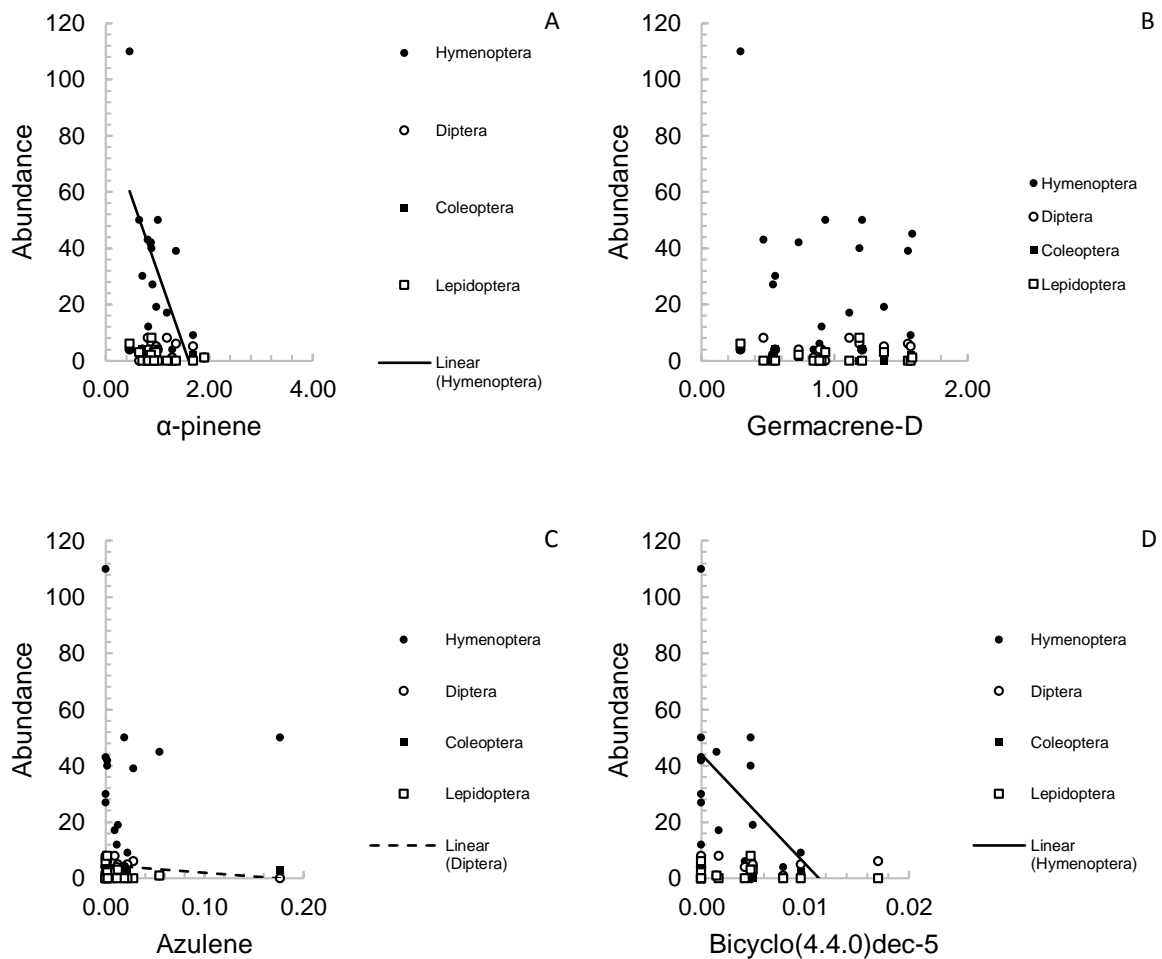 A
120
100
80
60
40
20
0
Abundance
0.00
2.00
4.00
α-pinene
Hymenoptera
Diptera
Coleoptera
Lepidoptera
Linear
(Hymenoptera)
B
120
100
80
60
40
20
0
Abundance
0.00
1.00
2.00
Germacrene-D
Hymenoptera
Diptera
Coleoptera
Lepidoptera
C
120
100
80
60
40
20
0
Abundance
0.00
0.10
0.20
Azulene
Hymenoptera
Diptera
Coleoptera
Lepidoptera
Linear
(Diptera)
D
120
100
80
60
40
20
0
Abundance
0.00
0.01
0.02
Bicyclo(4.4.0)dec-5
Hymenoptera
Diptera
Coleoptera
Lepidoptera
Linear
(Hymenoptera)